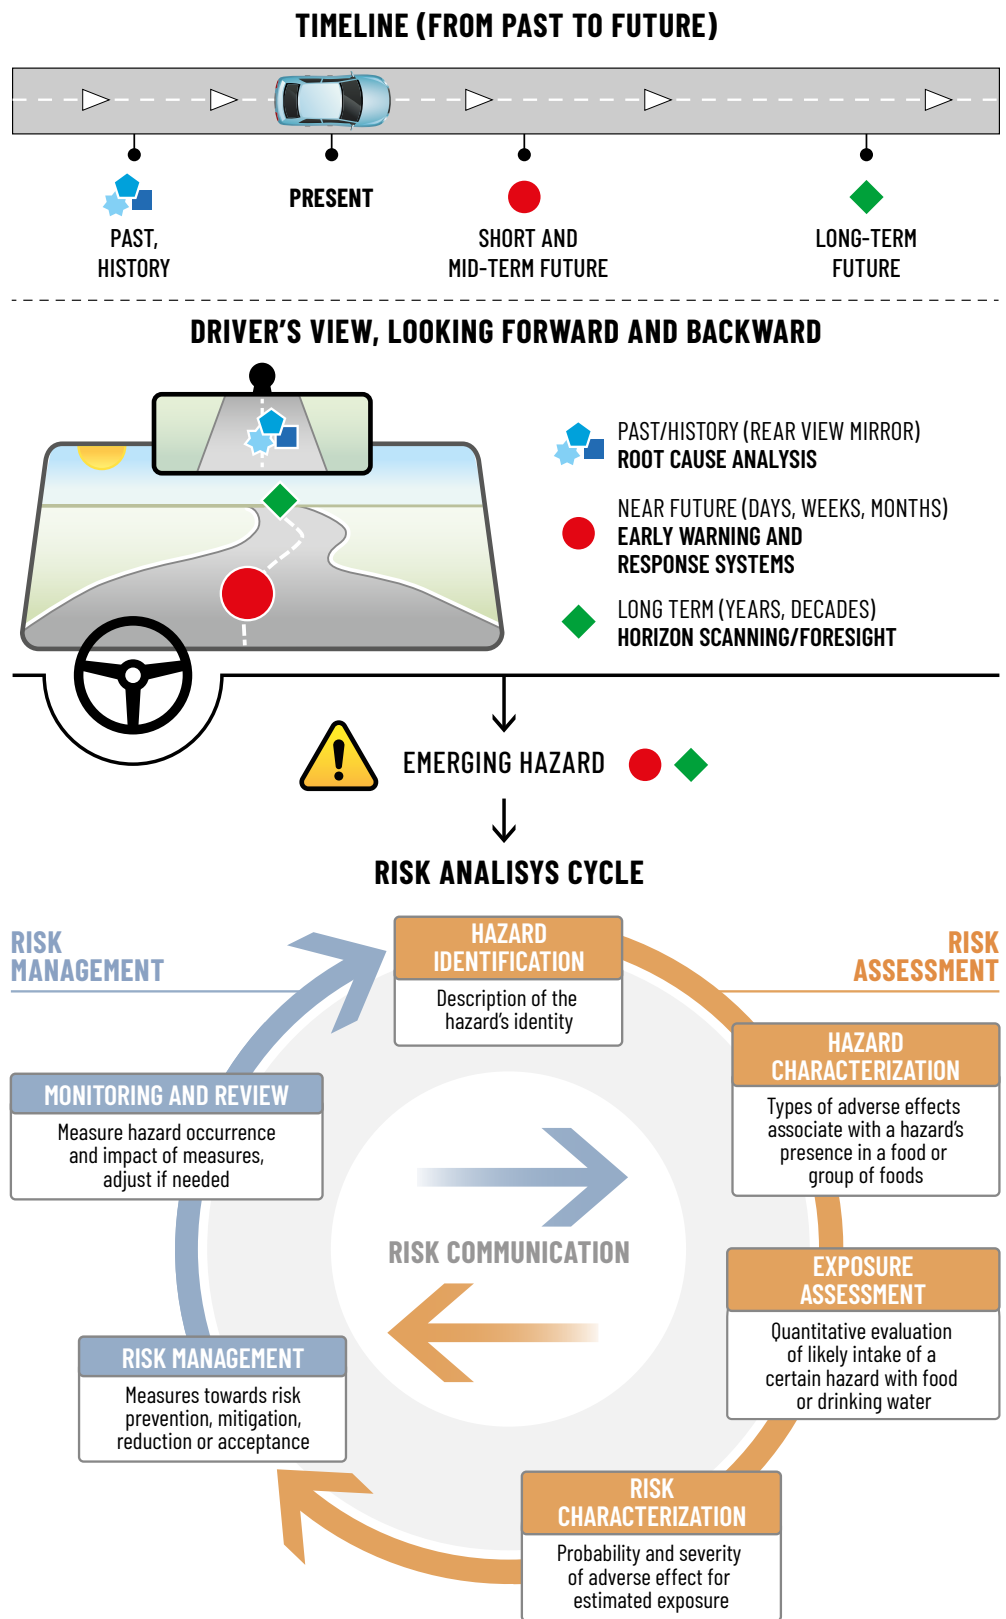 TIMELINE (FROM PAST TO FUTURE)
PAST,
HISTORY
PRESENT
SHORT AND
MID-TERM FUTURE
LONG-TERM
FUTURE
DRIVER'S VIEW, LOOKING FORWARD AND BACKWARD
PAST/HISTORY (REAR VIEW MIRROR)
ROOT CAUSE ANALYSIS
NEAR FUTURE (DAYS, WEEKS, MONTHS)
EARLY WARNING AND
RESPONSE SYSTEMS
LONG TERM (YEARS, DECADES)
HORIZON SCANNING/FORESIGHT
!
EMERGING HAZARD
RISK ANALISYS CYCLE
RISK
MANAGEMENT
RISK
ASSESSMENT
HAZARD
IDENTIFICATION
Description of the
hazard's identity
HAZARD
CHARACTERIZATION
Types of adverse effects
associate with a hazard's
presence in a food or
group of foods
EXPOSURE
ASSESSMENT
Quantitative evaluation
of likely intake of a
certain hazard with food
or drinking water
RISK
CHARACTERIZATION
Probability and severity
of adverse effect for
estimated exposure
RISK MANAGEMENT
Measures towards risk
prevention, mitigation,
reduction or acceptance
MONITORING AND REVIEW
Measure hazard occurrence
and impact of measures,
adjust if needed
RISK COMMUNICATION